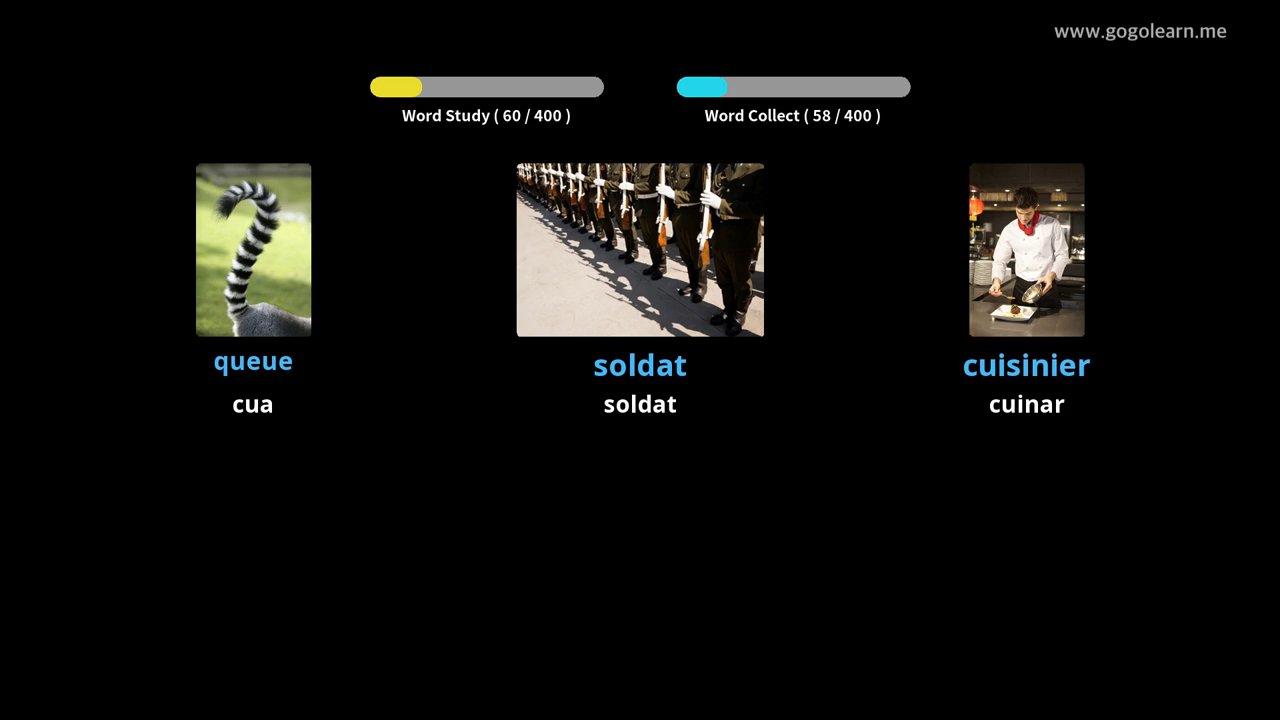 www.gogolearn.me
Word Study ( 60 / 400 )
Word Collect ( 58 / 400 )
queue
soldat
cuisinier
cua
soldat
cuinar